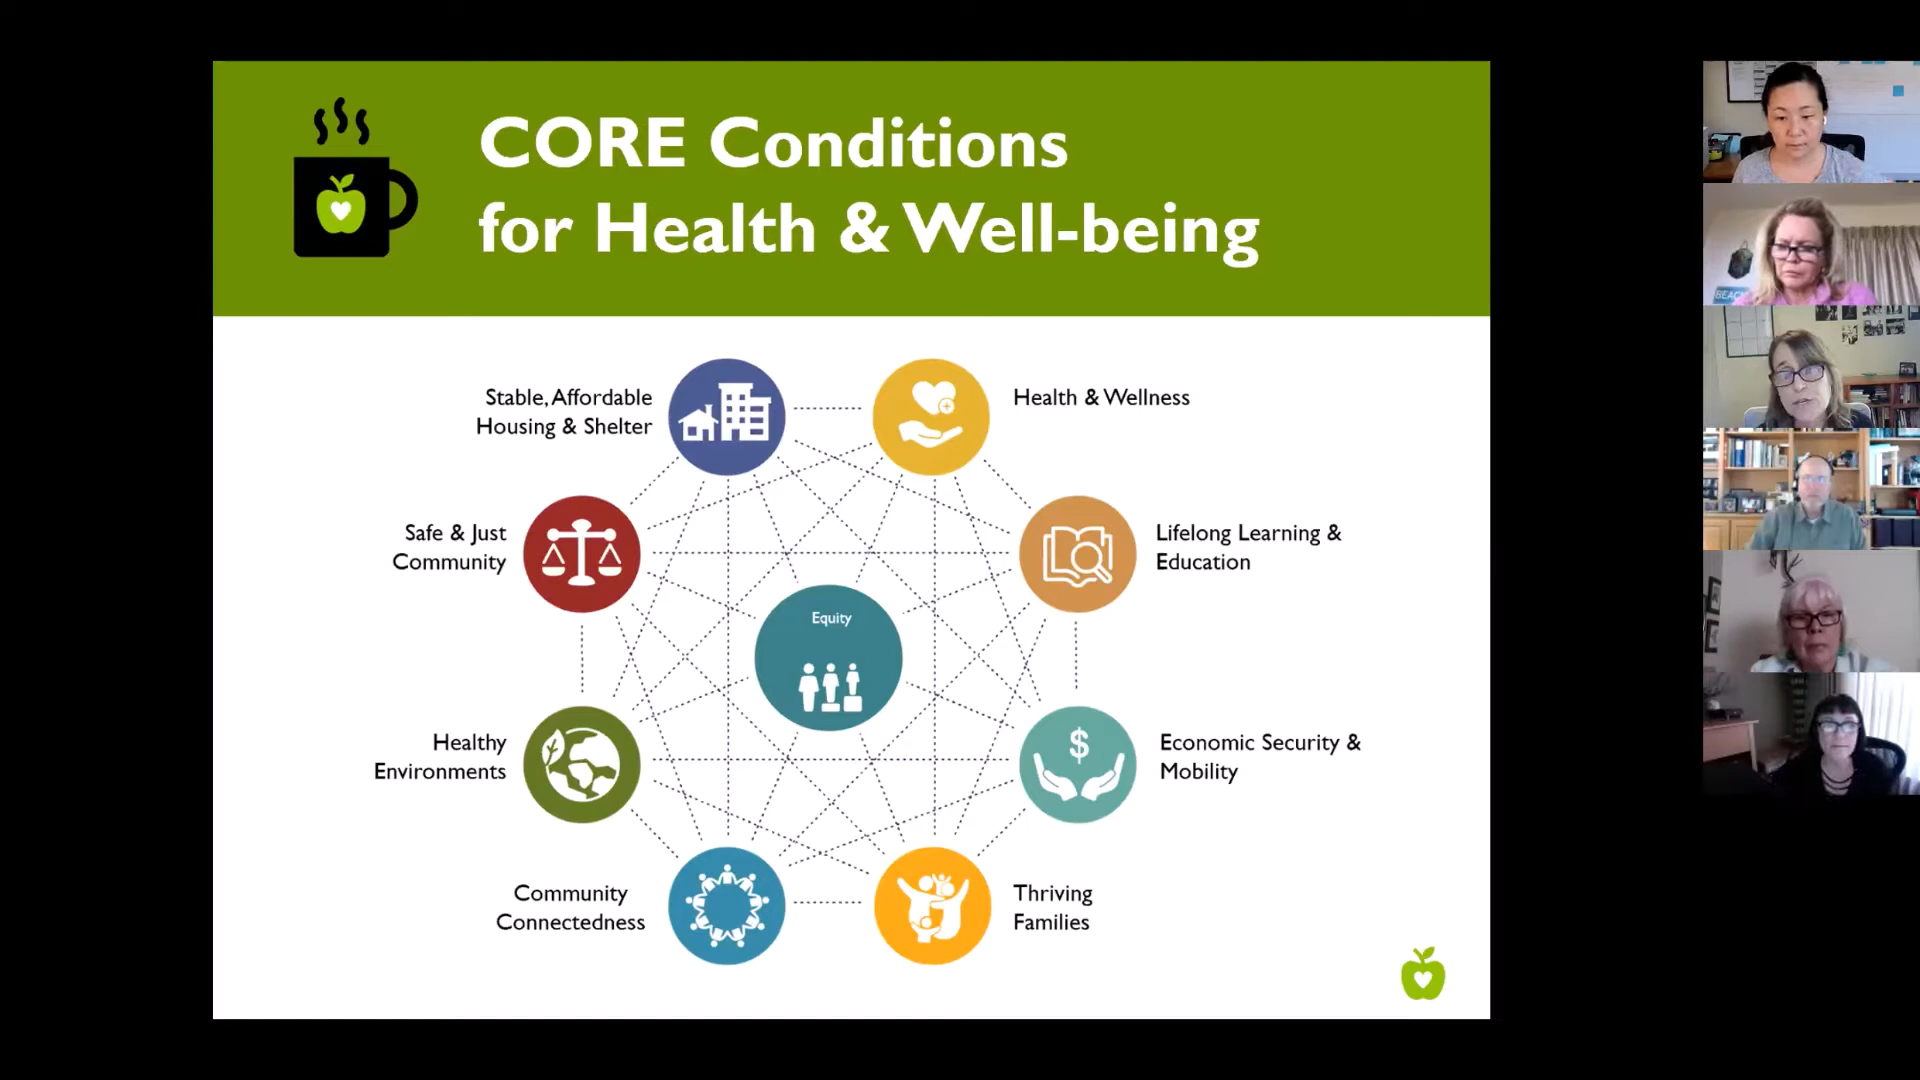 CORE Conditions
for Health & Well-being
Stable, Affordable
Housing & Shelter
Health & Wellness
Safe & Just
Community
Lifelong Learning &
Education
Equity
Healthy
Environments
$
Economic Security &
Mobility
Community
Connectedness
Thriving
Families
BEACH